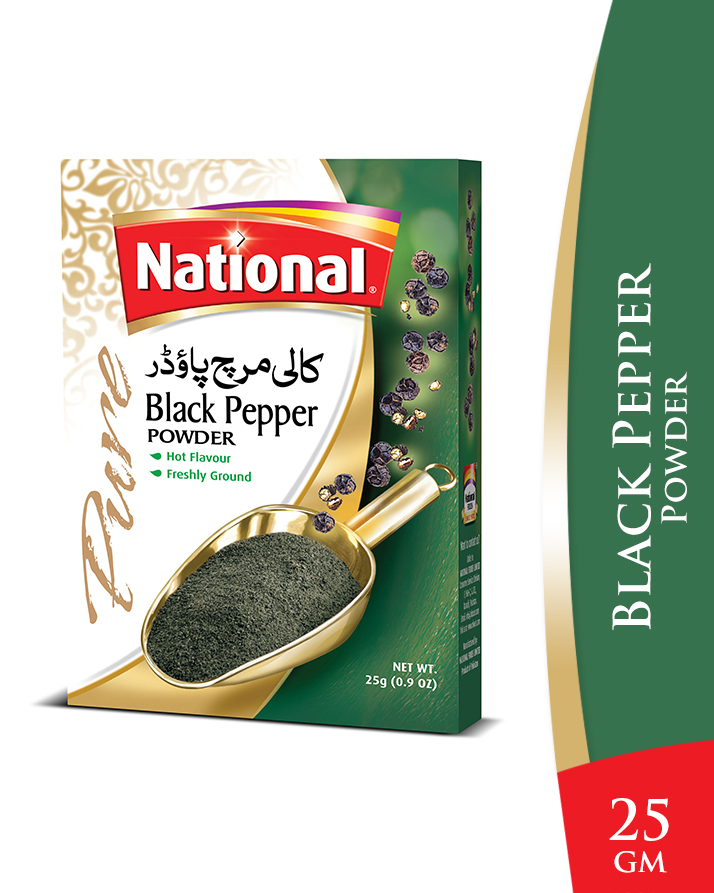 National®
Pure
کالی مرچ پاؤڈر
Black Pepper
POWDER
Hot Flavour
Freshly Ground
NET WT.
25g (0.9 OZ)
National
BLACK PEPPER
POWDER
25
GM